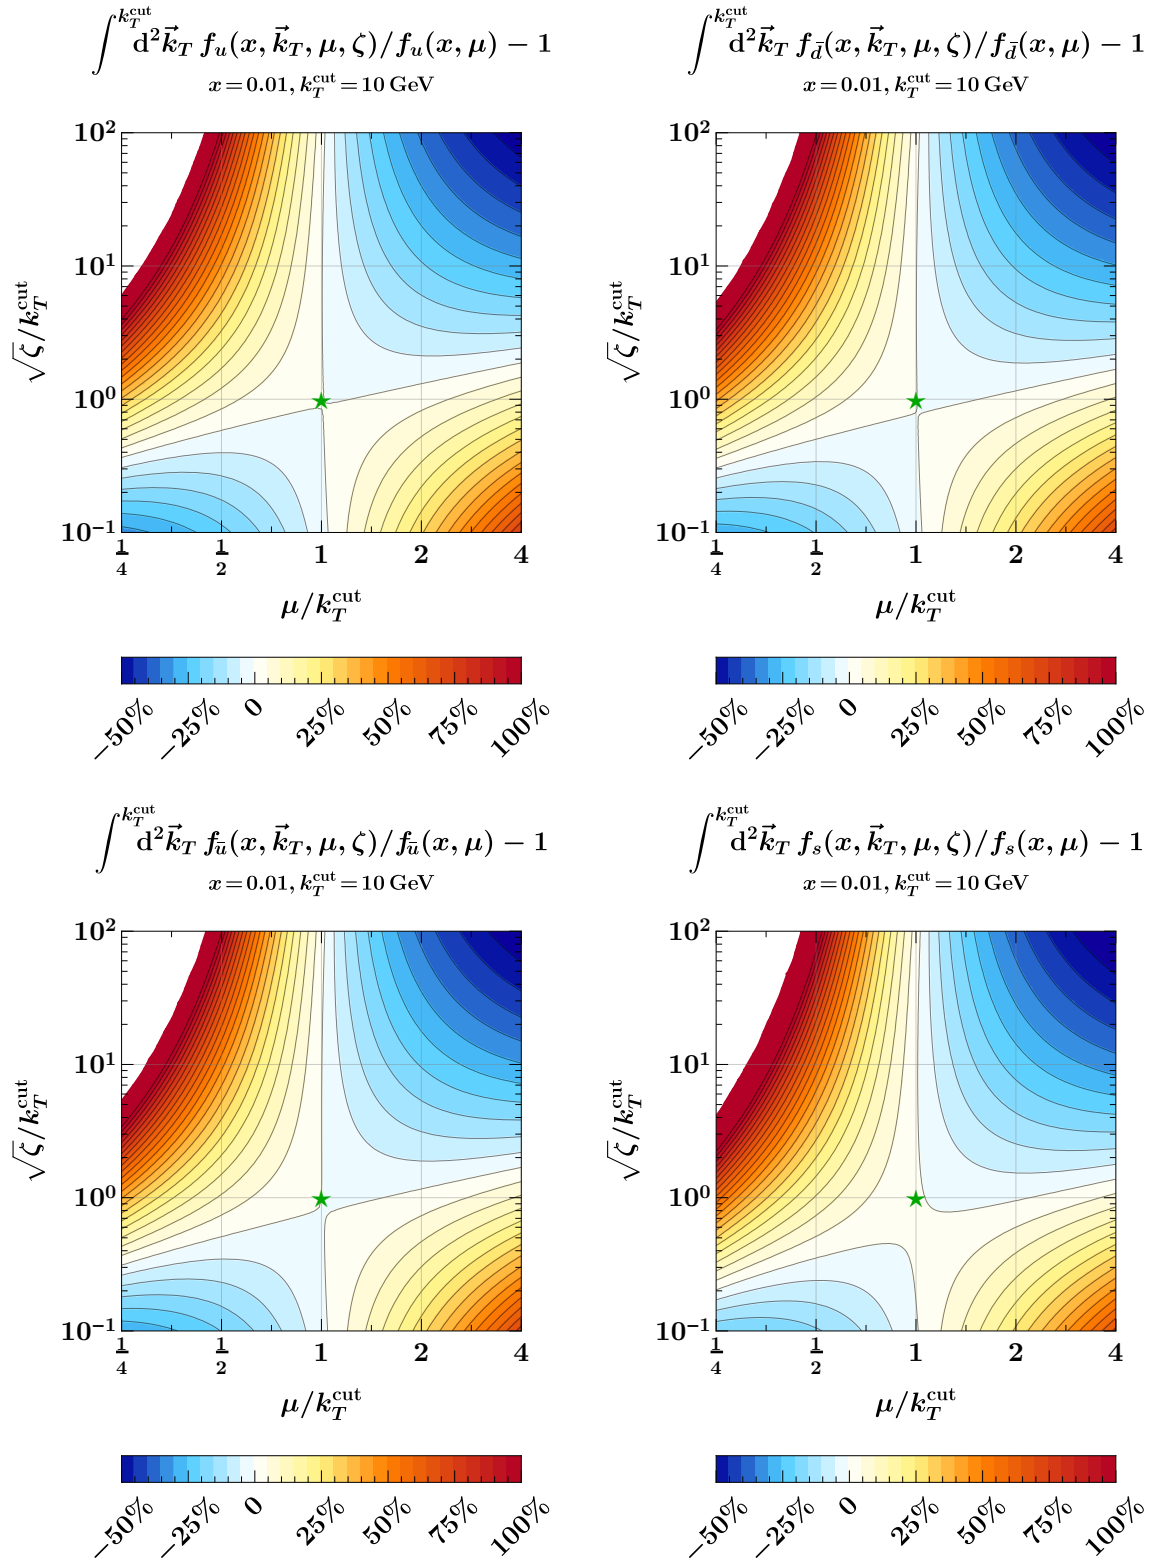 ∫^{k_T^{cut}} d²k⃗_T f_u(x, k⃗_T, μ, ζ)/f_u(x, μ) − 1
x = 0.01, k_T^{cut} = 10 GeV
10²
10¹
10⁰
10⁻¹
√ζ/k_T^{cut}
1/4 1/2 1 2 4
μ/k_T^{cut}
−50% −25% 0 25% 50% 75% 100%
∫^{k_T^{cut}} d²k⃗_T f_{d̄}(x, k⃗_T, μ, ζ)/f_{d̄}(x, μ) − 1
x = 0.01, k_T^{cut} = 10 GeV
10²
10¹
10⁰
10⁻¹
√ζ/k_T^{cut}
1/4 1/2 1 2 4
μ/k_T^{cut}
−50% −25% 0 25% 50% 75% 100%
∫^{k_T^{cut}} d²k⃗_T f_{ū}(x, k⃗_T, μ, ζ)/f_{ū}(x, μ) − 1
x = 0.01, k_T^{cut} = 10 GeV
10²
10¹
10⁰
10⁻¹
√ζ/k_T^{cut}
1/4 1/2 1 2 4
μ/k_T^{cut}
−50% −25% 0 25% 50% 75% 100%
∫^{k_T^{cut}} d²k⃗_T f_s(x, k⃗_T, μ, ζ)/f_s(x, μ) − 1
x = 0.01, k_T^{cut} = 10 GeV
10²
10¹
10⁰
10⁻¹
√ζ/k_T^{cut}
1/4 1/2 1 2 4
μ/k_T^{cut}
−50% −25% 0 25% 50% 75% 100%